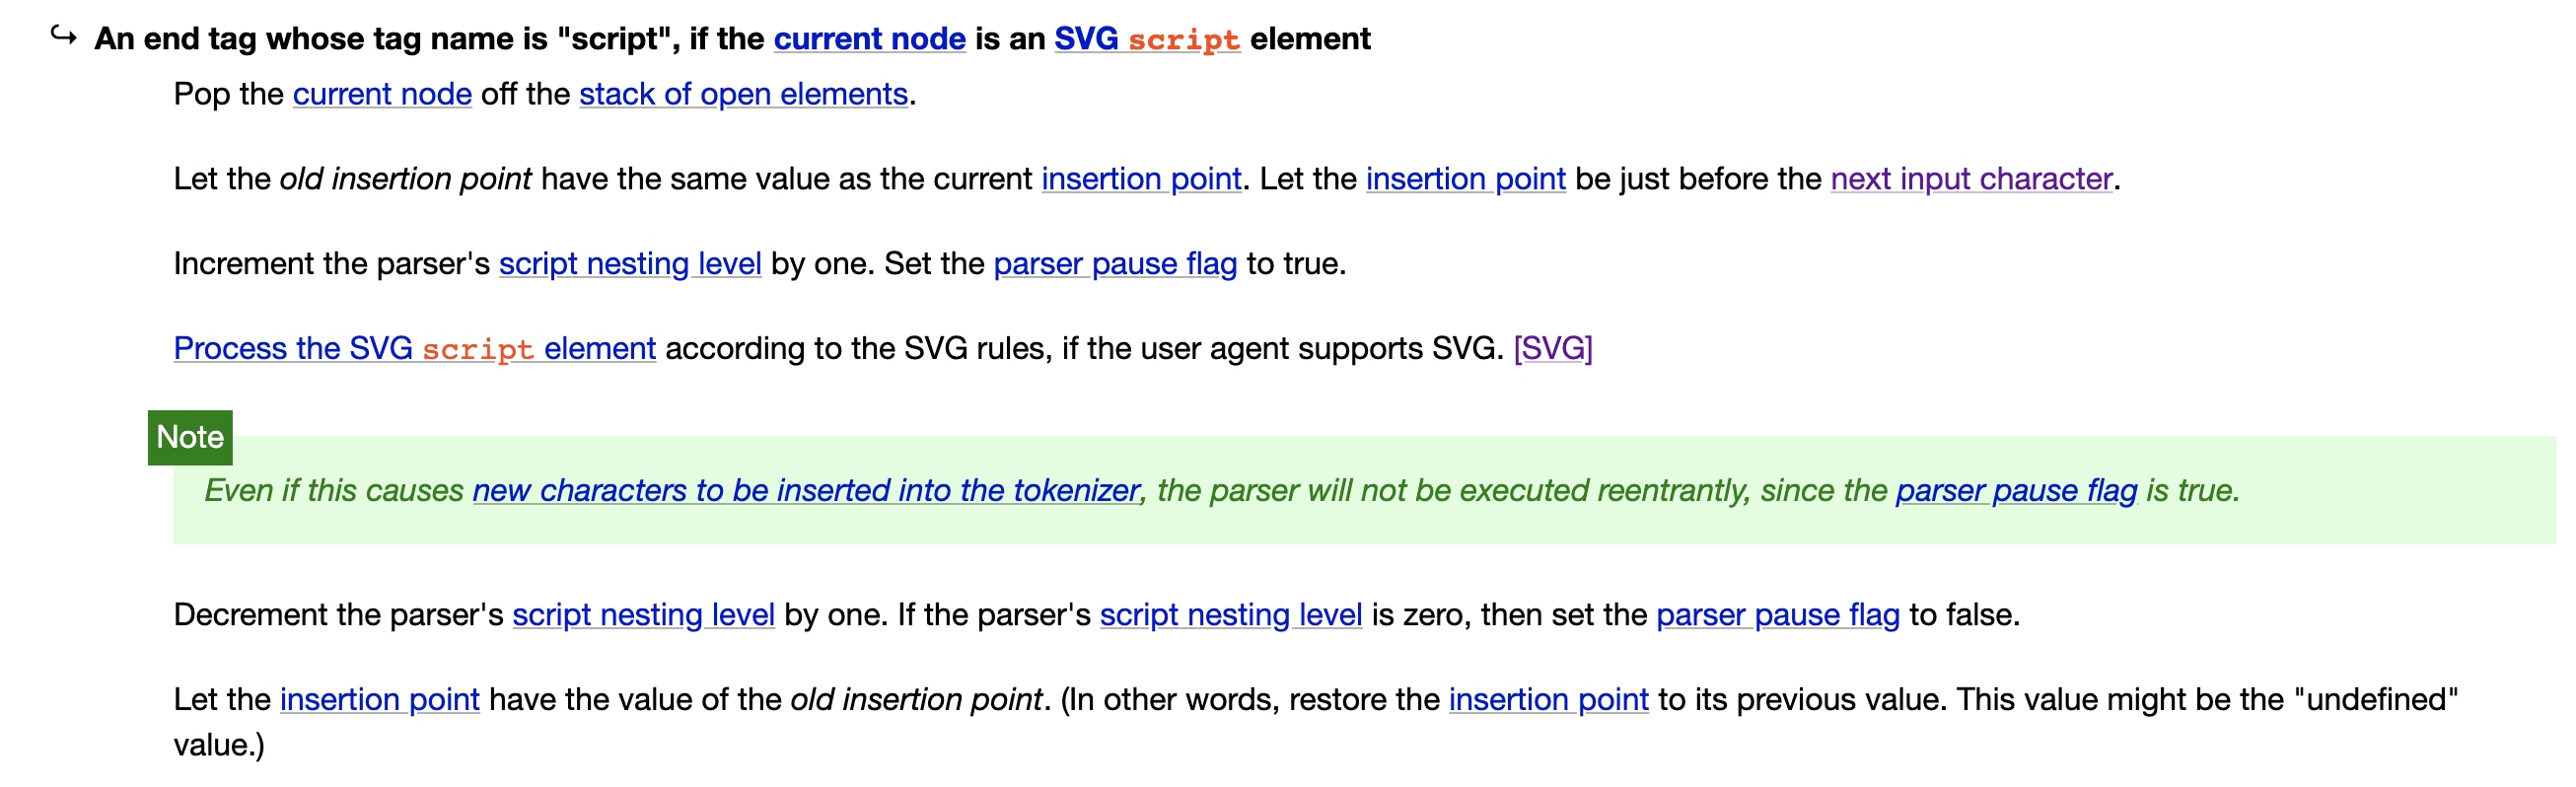 ↪ An end tag whose tag name is "script", if the current node is an SVG script element
Pop the current node off the stack of open elements.
Let the old insertion point have the same value as the current insertion point. Let the insertion point be just before the next input character.
Increment the parser's script nesting level by one. Set the parser pause flag to true.
Process the SVG script element according to the SVG rules, if the user agent supports SVG. [SVG]
Note
Even if this causes new characters to be inserted into the tokenizer, the parser will not be executed reentrantly, since the parser pause flag is true.
Decrement the parser's script nesting level by one. If the parser's script nesting level is zero, then set the parser pause flag to false.
Let the insertion point have the value of the old insertion point. (In other words, restore the insertion point to its previous value. This value might be the "undefined"
value.)